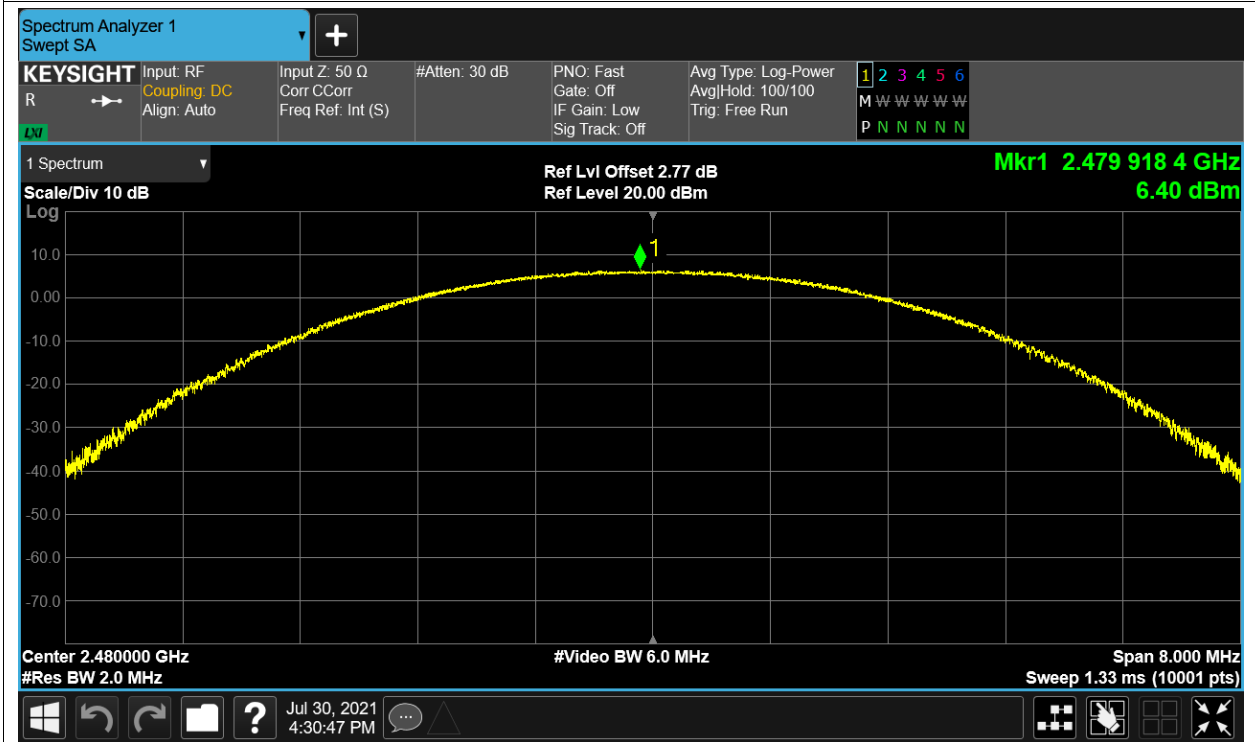 Spectrum Analyzer 1
Swept SA
+
KEYSIGHT
R
LXI
Input: RF
Coupling: DC
Align: Auto
Input Z: 50 Ω
Corr CCorr
Freq Ref: Int (S)
#Atten: 30 dB
PNO: Fast
Gate: Off
IF Gain: Low
Sig Track: Off
Avg Type: Log-Power
Avg|Hold: 100/100
Trig: Free Run
1 2 3 4 5 6
M W W W W W
P N N N N N
1 Spectrum
Scale/Div 10 dB
Ref Lvl Offset 2.77 dB
Ref Level 20.00 dBm
Mkr1 2.479 918 4 GHz
6.40 dBm
Log
10.0
0.00
-10.0
-20.0
-30.0
-40.0
-50.0
-60.0
-70.0
1
Center 2.480000 GHz
#Res BW 2.0 MHz
#Video BW 6.0 MHz
Span 8.000 MHz
Sweep 1.33 ms (10001 pts)
?
Jul 30, 2021
4:30:47 PM